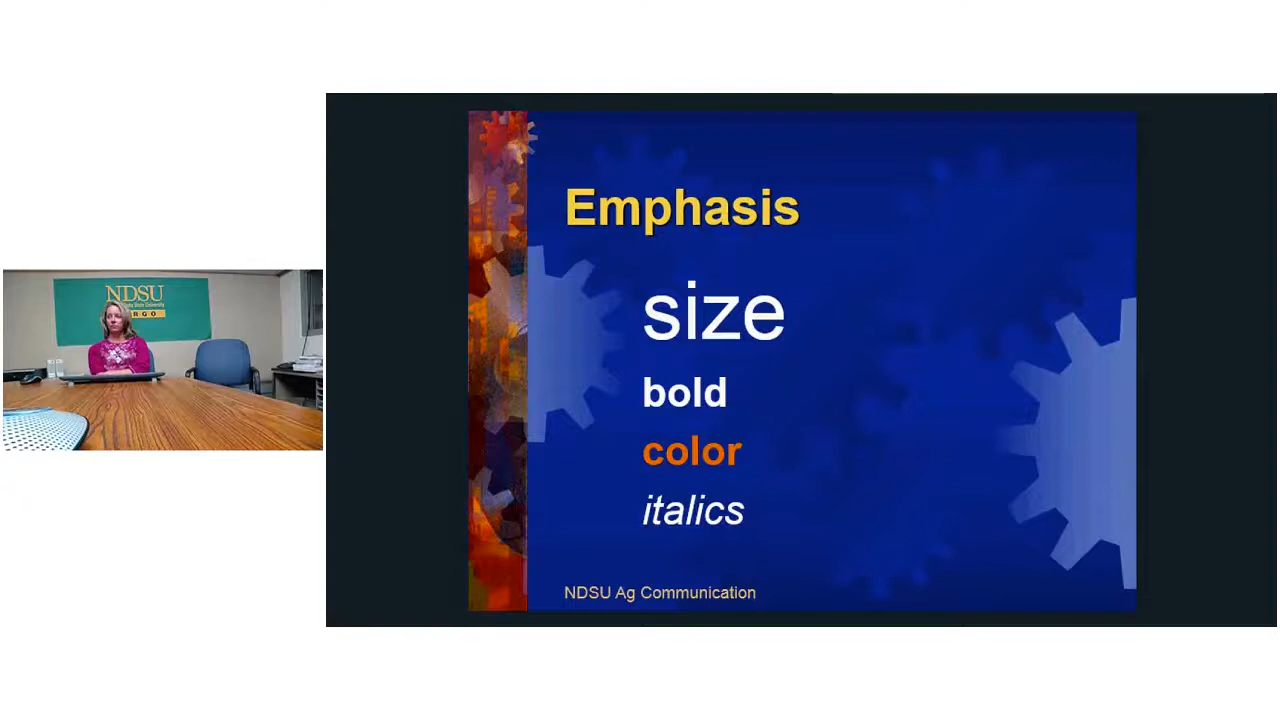 NDSU
Emphasis
size
bold
color
italics
NDSU Ag Communication